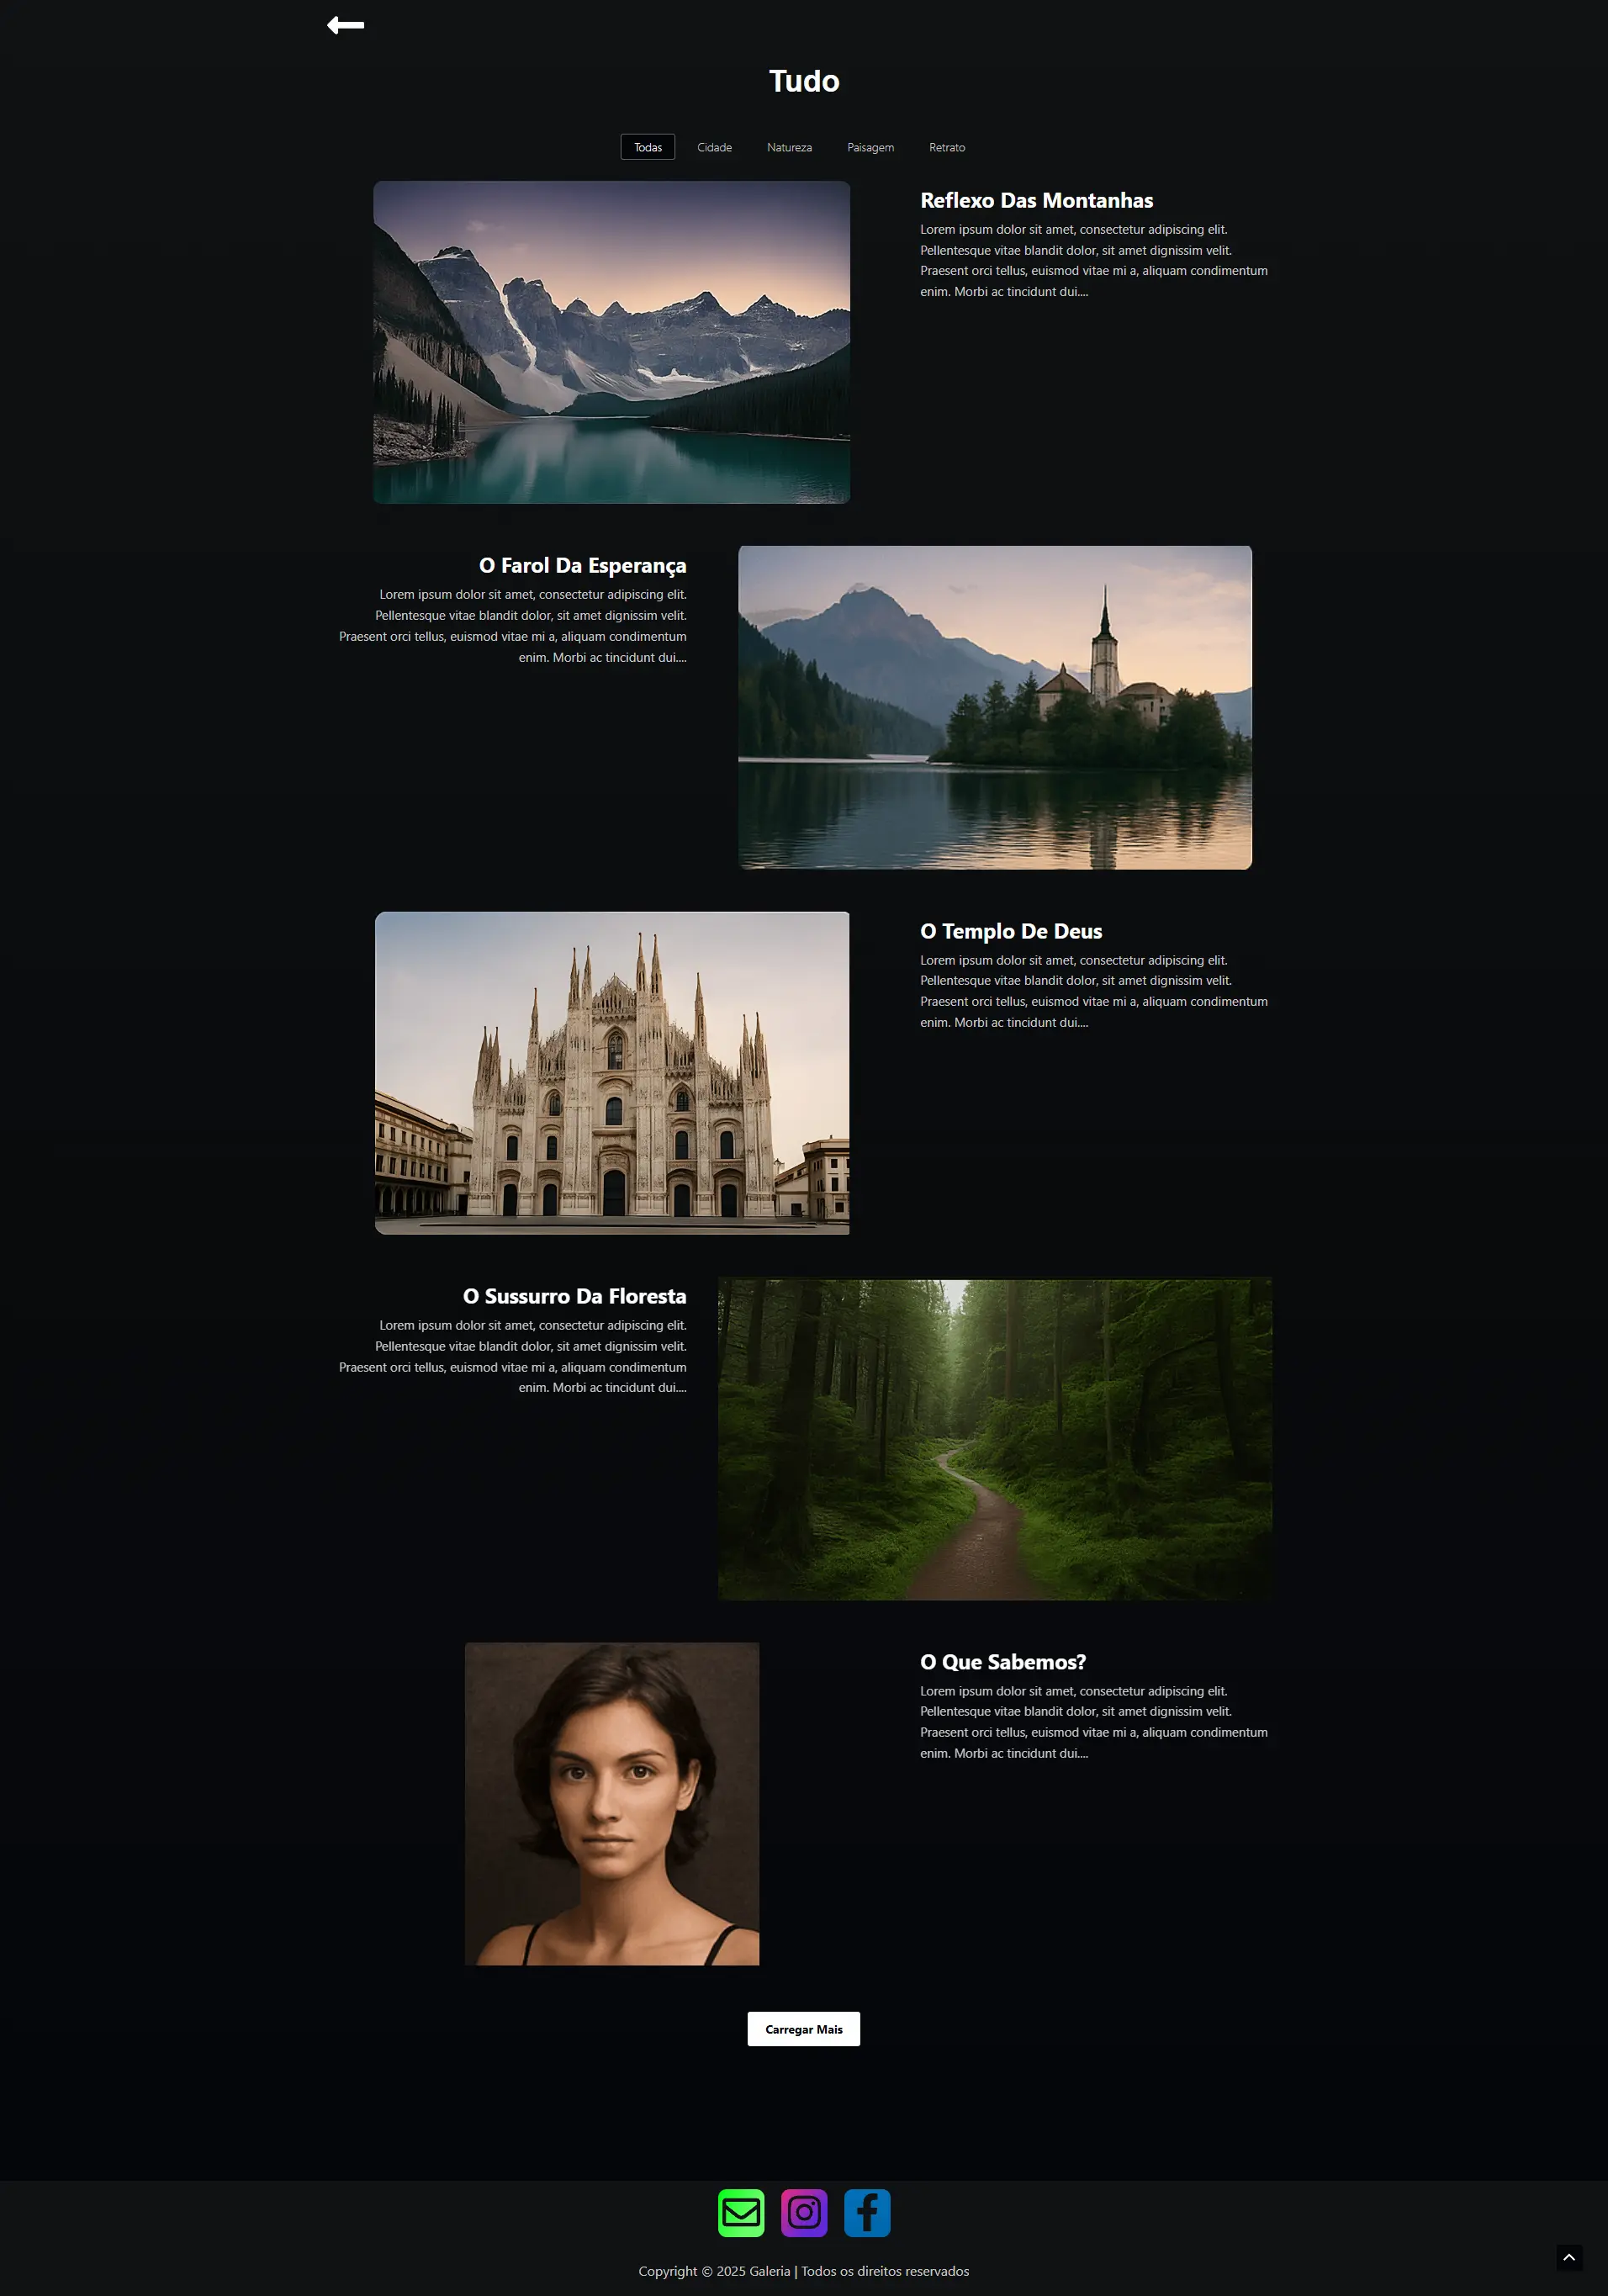 Tudo
Todas Cidade Natureza Paisagem Retrato
Reflexo Das Montanhas
Lorem ipsum dolor sit amet, consectetur adipiscing elit.
Pellentesque vitae blandit dolor, sit amet dignissim velit.
Praesent orci tellus, euismod vitae mi a, aliquam condimentum
enim. Morbi ac tincidunt dui....
O Farol Da Esperança
Lorem ipsum dolor sit amet, consectetur adipiscing elit.
Pellentesque vitae blandit dolor, sit amet dignissim velit.
Praesent orci tellus, euismod vitae mi a, aliquam condimentum
enim. Morbi ac tincidunt dui....
O Templo De Deus
Lorem ipsum dolor sit amet, consectetur adipiscing elit.
Pellentesque vitae blandit dolor, sit amet dignissim velit.
Praesent orci tellus, euismod vitae mi a, aliquam condimentum
enim. Morbi ac tincidunt dui....
O Sussurro Da Floresta
Lorem ipsum dolor sit amet, consectetur adipiscing elit.
Pellentesque vitae blandit dolor, sit amet dignissim velit.
Praesent orci tellus, euismod vitae mi a, aliquam condimentum
enim. Morbi ac tincidunt dui....
O Que Sabemos?
Lorem ipsum dolor sit amet, consectetur adipiscing elit.
Pellentesque vitae blandit dolor, sit amet dignissim velit.
Praesent orci tellus, euismod vitae mi a, aliquam condimentum
enim. Morbi ac tincidunt dui....
Carregar Mais
Copyright © 2025 Galeria | Todos os direitos reservados